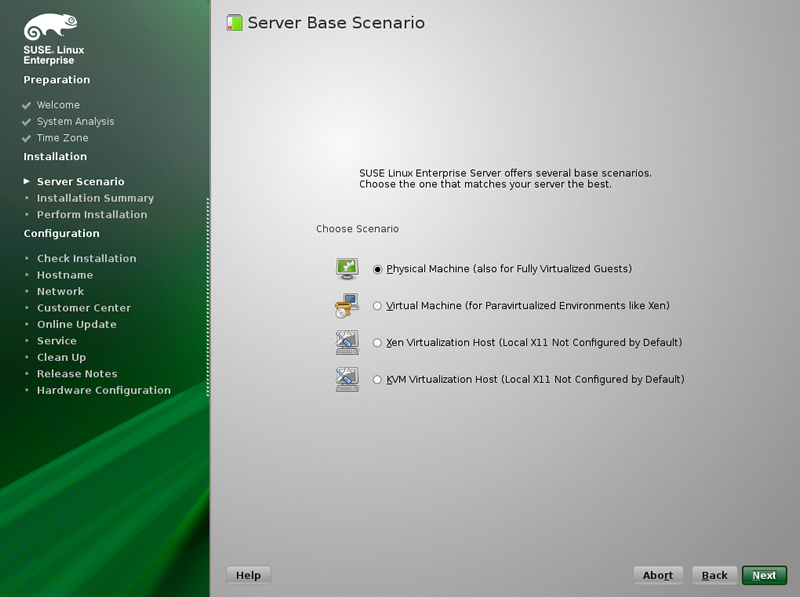 SUSE. Linux
Enterprise
Preparation
Welcome
System Analysis
Time Zone
Installation
Server Scenario
Installation Summary
Perform Installation
Configuration
Check Installation
Hostname
Network
Customer Center
Online Update
Service
Clean Up
Release Notes
Hardware Configuration
Server Base Scenario
SUSE Linux Enterprise Server offers several base scenarios.
Choose the one that matches your server the best.
Choose Scenario
Physical Machine (also for Fully Virtualized Guests)
Virtual Machine (for Paravirtualized Environments like Xen)
Xen Virtualization Host (Local X11 Not Configured by Default)
KVM Virtualization Host (Local X11 Not Configured by Default)
Help
Abort
Back
Next